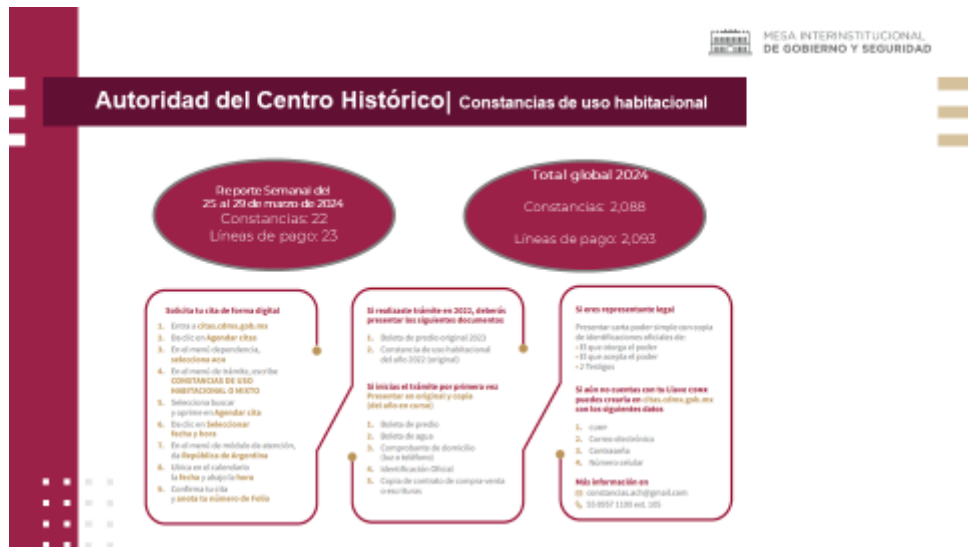 MESA INTERINSTITUCIONAL
DE GOBIERNO Y SEGURIDAD
Autoridad del Centro Histórico| Constancias de uso habitacional
Reporte Semanal del
25 al 29 de marzo de 2024
Constancias: 22
Líneas de pago: 23
Total global 2024
Constancias: 2,088
Líneas de pago: 2,093
Solicita tu cita de forma digital
1. Entra a citas.cdmx.gob.mx
2. Da clic en Agendar citas
3. En el menú dependencia,
selecciona ACH
4. En el menú de trámite, escribe
CONSTANCIAS DE USO
HABITACIONAL O MIXTO
5. Selecciona buscar
y oprime en Agendar cita
6. Da clic en Seleccionar
fecha y hora
7. En el menú de módulo de atención,
da República de Argentina
8. Ubica en el calendario
la fecha y abajo la hora
9. Confirma tu cita
y anota tu número de Folio
Si realizaste trámite en 2022, deberás
presentar los siguientes documentos
1. Boleta de predio original 2023
2. Constancia de uso habitacional
del año 2022 (original)
Si inicias el trámite por primera vez
Presentar en original y copia
(del año en curso)
1. Boleta de predio
2. Boleta de agua
3. Comprobante de domicilio
(luz o teléfono)
4. Identificación Oficial
5. Copia de contrato de compra-venta
o escrituras
Si eres representante legal
Presentar carta poder simple con copia
de identificaciones oficiales de:
• El que otorga el poder
• El que acepta el poder
• 2 Testigos
Si aún no cuentas con tu Llave CDMX
puedes crearla en citas.cdmx.gob.mx
con los siguientes datos
1. CURP
2. Correo electrónico
3. Contraseña
4. Número celular
Más información en
constancias.ach@gmail.com
55 8957 1100 ext. 105